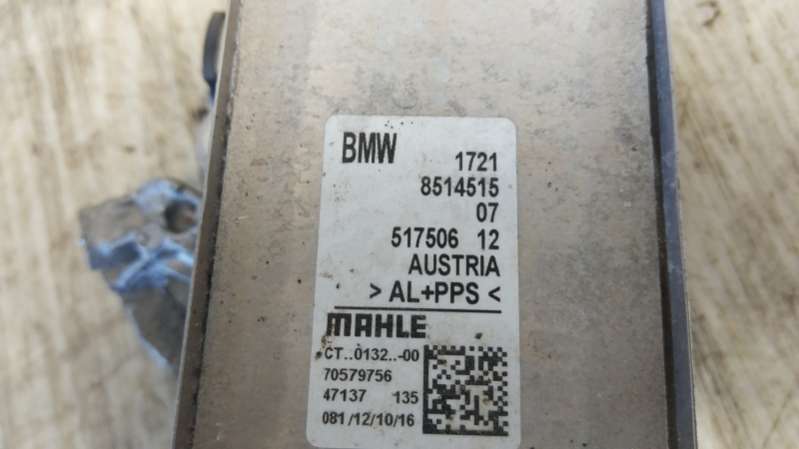 BMW 1721
8514515
07
517506 12
AUSTRIA
> AL+PPS <
MAHLE
CT..0132..-00
70579756
47137 135
081/12/10/16